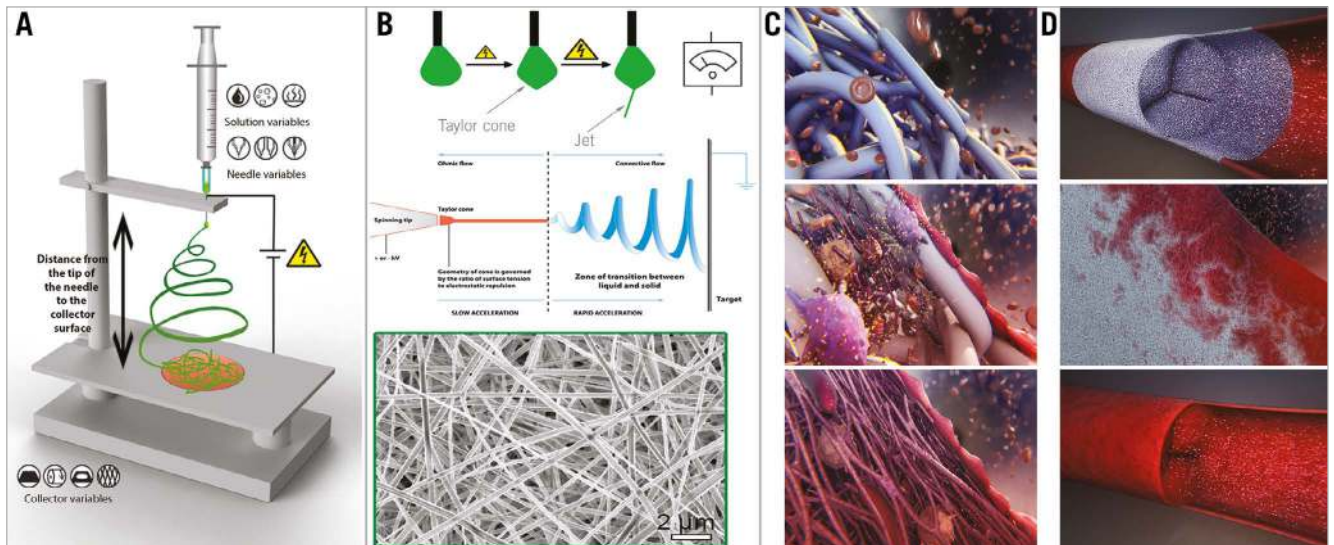 A
Solution variables
Needle variables
Distance from
the tip of
the needle
to the
collector
surface
Collector variables
B
Taylor cone
Jet
Ohmic flow
Convective flow
Taylor cone
Spinning tip
+ or - kV
Geometry of cone is governed
by the ratio of surface tension
to electrostatic repulsion
Zone of transition between
liquid and solid
Target
SLOW ACCELERATION
RAPID ACCELERATION
2 µm
C
D